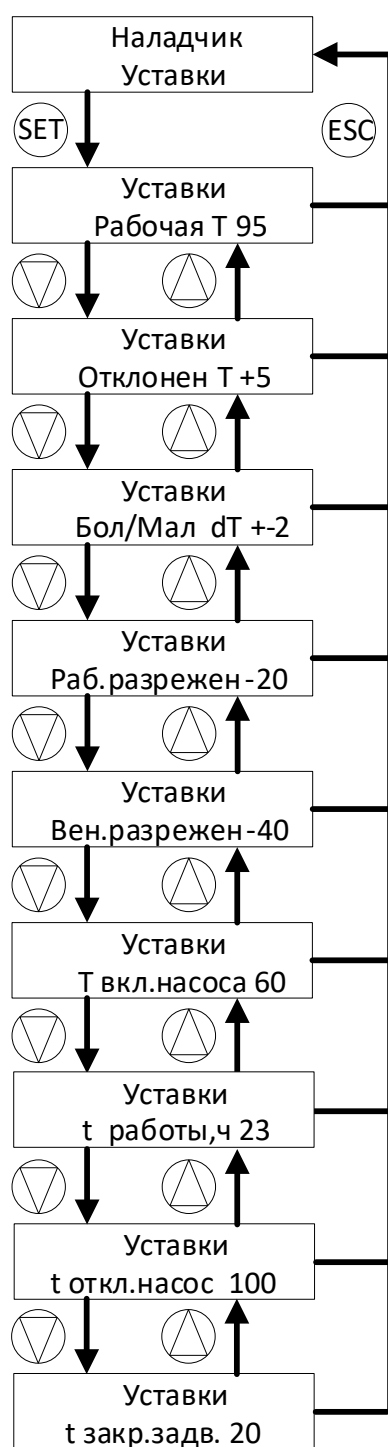 Наладчик
Уставки
SET
ESC
Уставки
Рабочая Т 95
Уставки
Отклонен Т +5
Уставки
Бол/Мал dT +-2
Уставки
Раб.разрежен -20
Уставки
Вен.разрежен -40
Уставки
Т вкл.насоса 60
Уставки
t работы,ч 23
Уставки
t откл.насос 100
Уставки
t закр.задв. 20